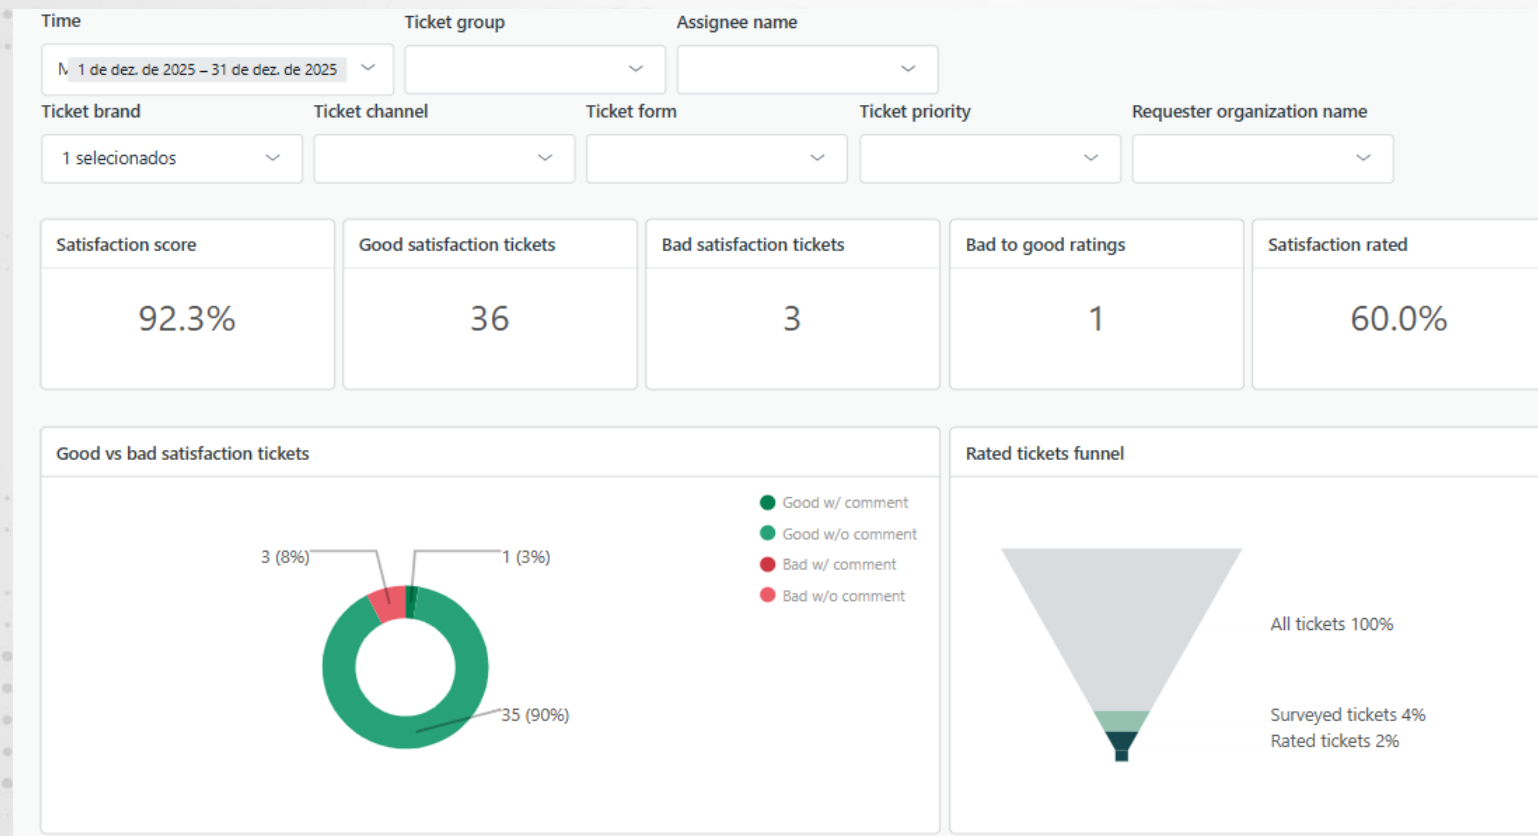 Time
Ticket group
Assignee name
1 de dez. de 2025 – 31 de dez. de 2025
Ticket brand
Ticket channel
Ticket form
Ticket priority
Requester organization name
1 selecionados
Satisfaction score
Good satisfaction tickets
Bad satisfaction tickets
Bad to good ratings
Satisfaction rated
92.3%
36
3
1
60.0%
Good vs bad satisfaction tickets
Good w/ comment
Good w/o comment
Bad w/ comment
Bad w/o comment
3 (8%)
1 (3%)
35 (90%)
Rated tickets funnel
All tickets 100%
Surveyed tickets 4%
Rated tickets 2%